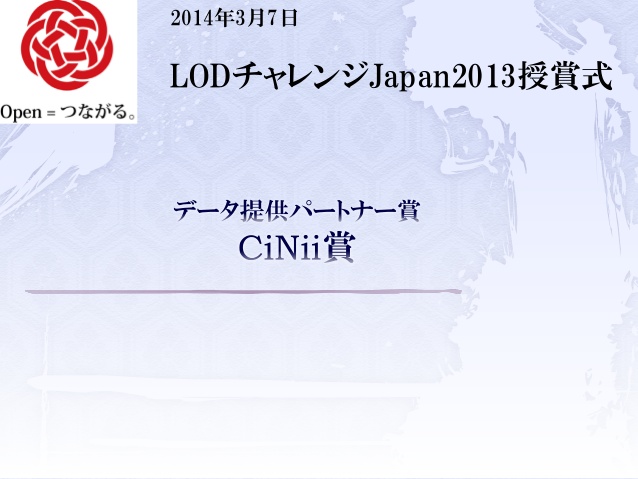 2014年3月7日
LODチャレンジJapan2013授賞式
Open = つながる。
データ提供パートナー賞
CiNii賞